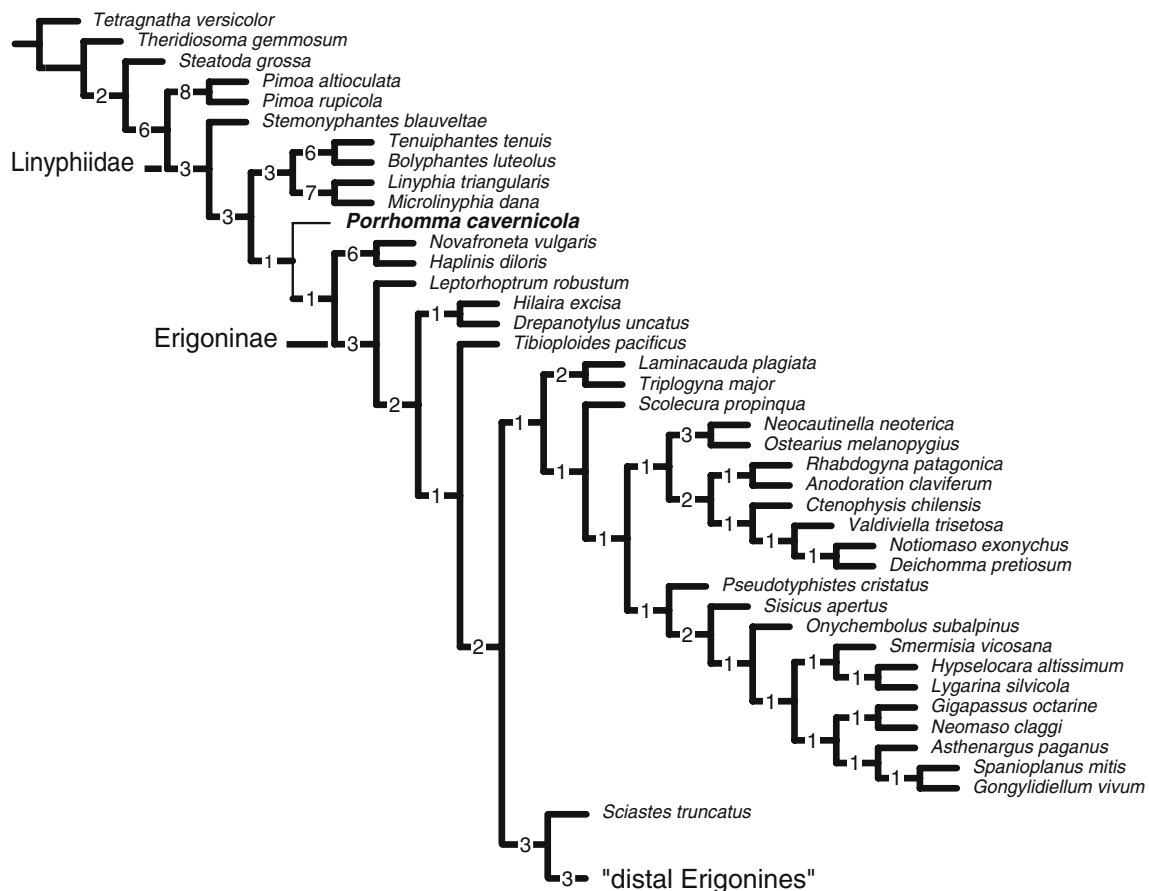 Tetragnatha versicolor
Theridiosoma gemmosum
Steatoda grossa
2
8
Pimoa altioculata
Pimoa rupicola
6
Stemonyphantes blauveltae
Linyphiidae
3
Tenuiphantes tenuis
6
Bolyphantes luteolus
3
Linyphia triangularis
7
Microlinyphia dana
3
Porrhomma cavernicola
Novafroneta vulgaris
6
1
Haplinis diloris
Leptorhoptrum robustum
1
Hilaira excisa
1
Drepanotylus uncatus
Erigoninae
3
Tibioploides pacificus
Laminacauda plagiata
2
Triplogyna major
2
Scolecura propinqua
1
Neocautinella neoterica
3
Ostearius melanopygius
1
1
Rhabdogyna patagonica
1
Anodoration claviferum
1
2
Ctenophysis chilensis
1
Valdiviella trisetosa
1
1
Notiomaso exonychus
1
Deichomma pretiosum
Pseudotyphistes cristatus
1
Sisicus apertus
2
Onychembolus subalpinus
2
1
Smermisia vicosana
1
Hypselocara altissimum
1
Lygarina silvicola
1
Gigapassus octarine
1
Neomaso claggi
1
Asthenargus paganus
1
Spanioplanus mitis
1
Gongylidiellum vivum
Sciastes truncatus
3
3
"distal Erigonines"